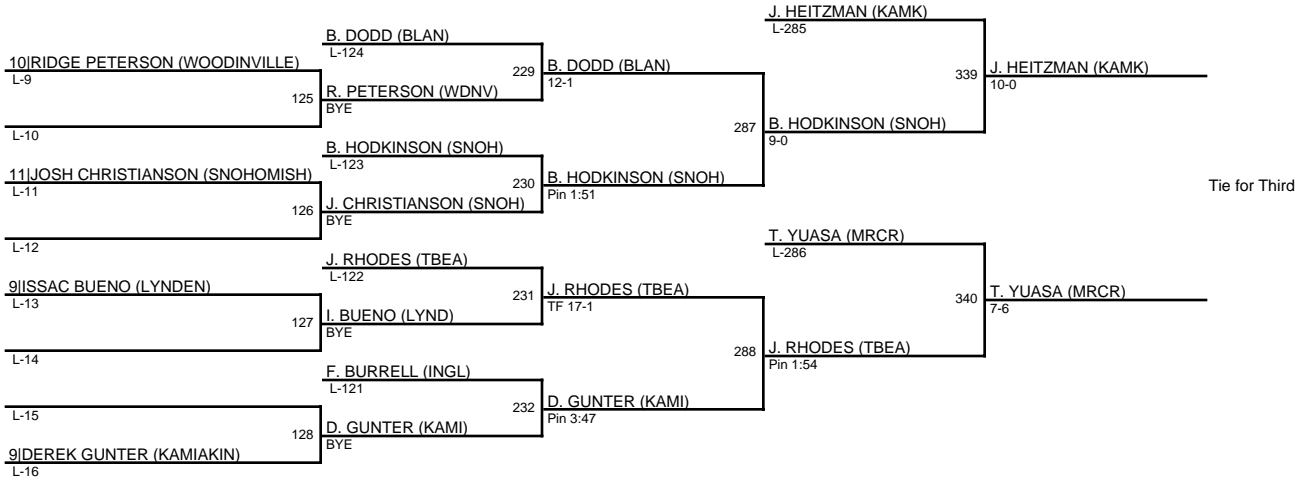 J. HEITZMAN (KAMK)
L-285
B. DODD (BLAN)
L-124
10|RIDGE PETERSON (WOODINVILLE)
L-9
229
B. DODD (BLAN)
12-1
339
J. HEITZMAN (KAMK)
10-0
125
R. PETERSON (WDNV)
BYE
L-10
287
B. HODKINSON (SNOH)
9-0
B. HODKINSON (SNOH)
L-123
11|JOSH CHRISTIANSON (SNOHOMISH)
L-11
230
B. HODKINSON (SNOH)
Pin 1:51
Tie for Third
126
J. CHRISTIANSON (SNOH)
BYE
L-12
T. YUASA (MRCR)
L-286
J. RHODES (TBEA)
L-122
9|ISSAC BUENO (LYNDEN)
L-13
231
J. RHODES (TBEA)
TF 17-1
340
T. YUASA (MRCR)
7-6
127
I. BUENO (LYND)
BYE
L-14
288
J. RHODES (TBEA)
Pin 1:54
F. BURRELL (INGL)
L-121
L-15
232
D. GUNTER (KAMI)
Pin 3:47
128
D. GUNTER (KAMI)
BYE
9|DEREK GUNTER (KAMIAKIN)
L-16